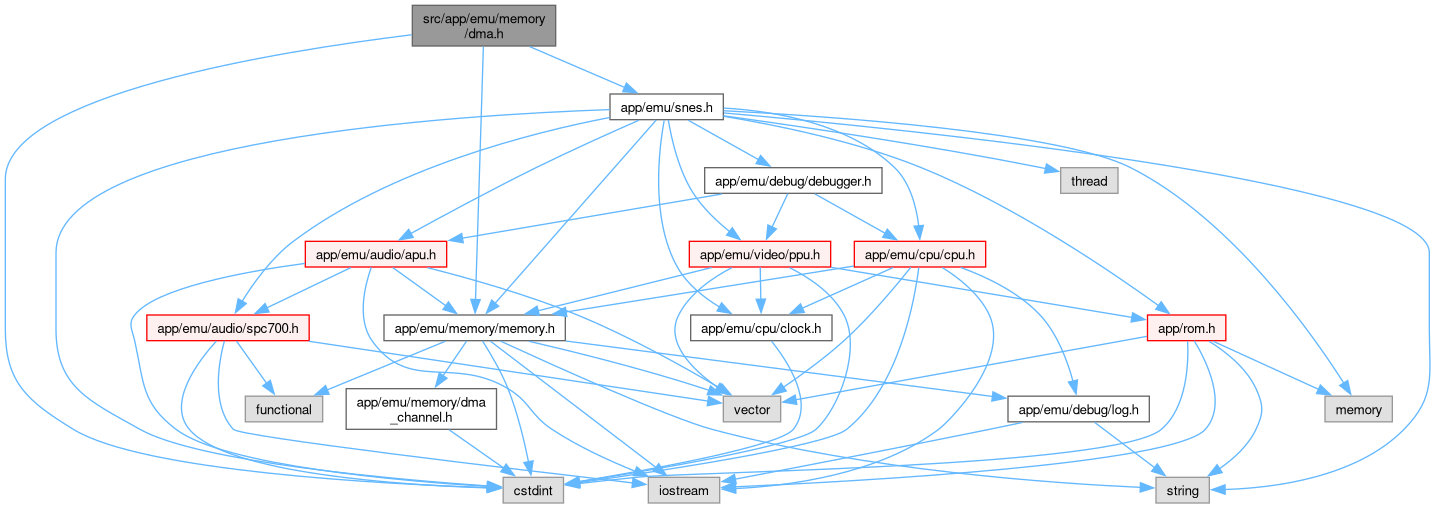 src/app/emu/memory
/dma.h
app/emu/snes.h
app/emu/debug/debugger.h
thread
app/emu/audio/apu.h
app/emu/video/ppu.h
app/emu/cpu/cpu.h
app/emu/audio/spc700.h
app/emu/memory/memory.h
app/emu/cpu/clock.h
app/rom.h
functional
app/emu/memory/dma
_channel.h
vector
app/emu/debug/log.h
memory
cstdint
iostream
string